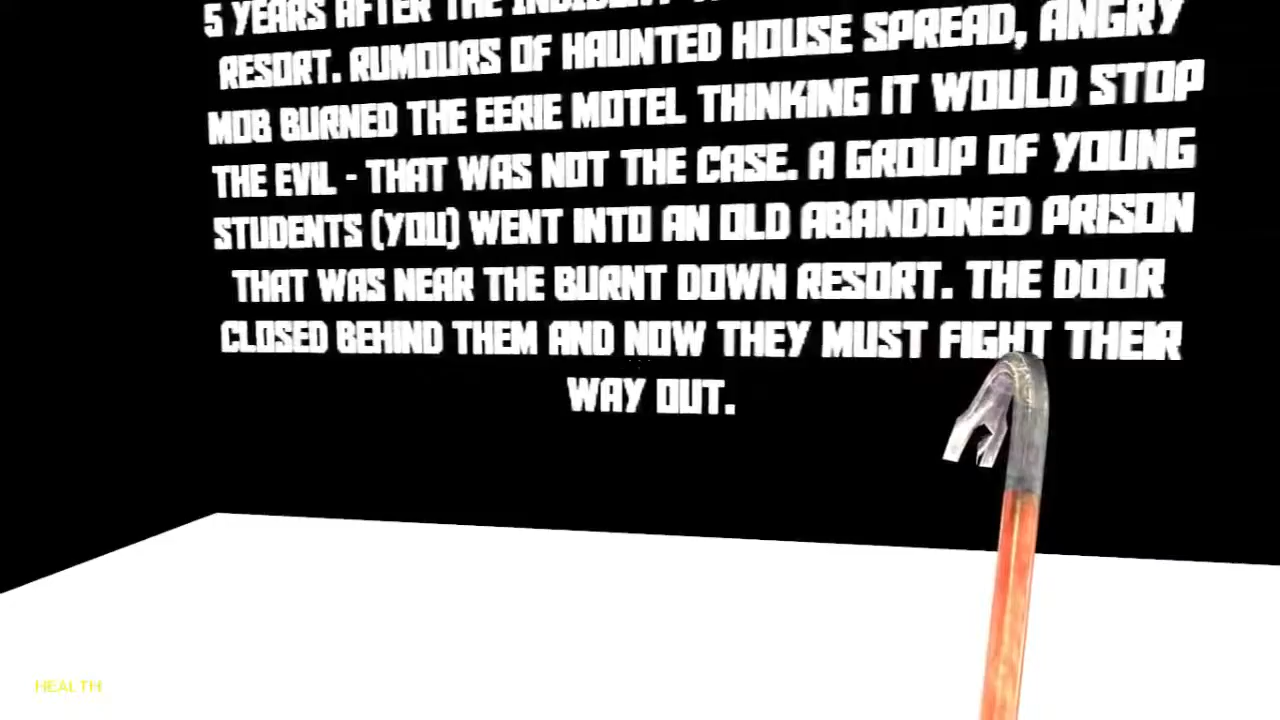 5 YEARS AFTER THE INCIDENT
RESORT. RUMOURS OF HAUNTED HOUSE SPREAD, ANGRY
MOB BURNED THE EERIE MOTEL THINKING IT WOULD STOP
THE EVIL - THAT WAS NOT THE CASE. A GROUP OF YOUNG
STUDENTS (YOU) WENT INTO AN OLD ABANDONED PRISON
THAT WAS NEAR THE BURNT DOWN RESORT. THE DOOR
CLOSED BEHIND THEM AND NOW THEY MUST FIGHT THEIR
WAY OUT.
HEALTH